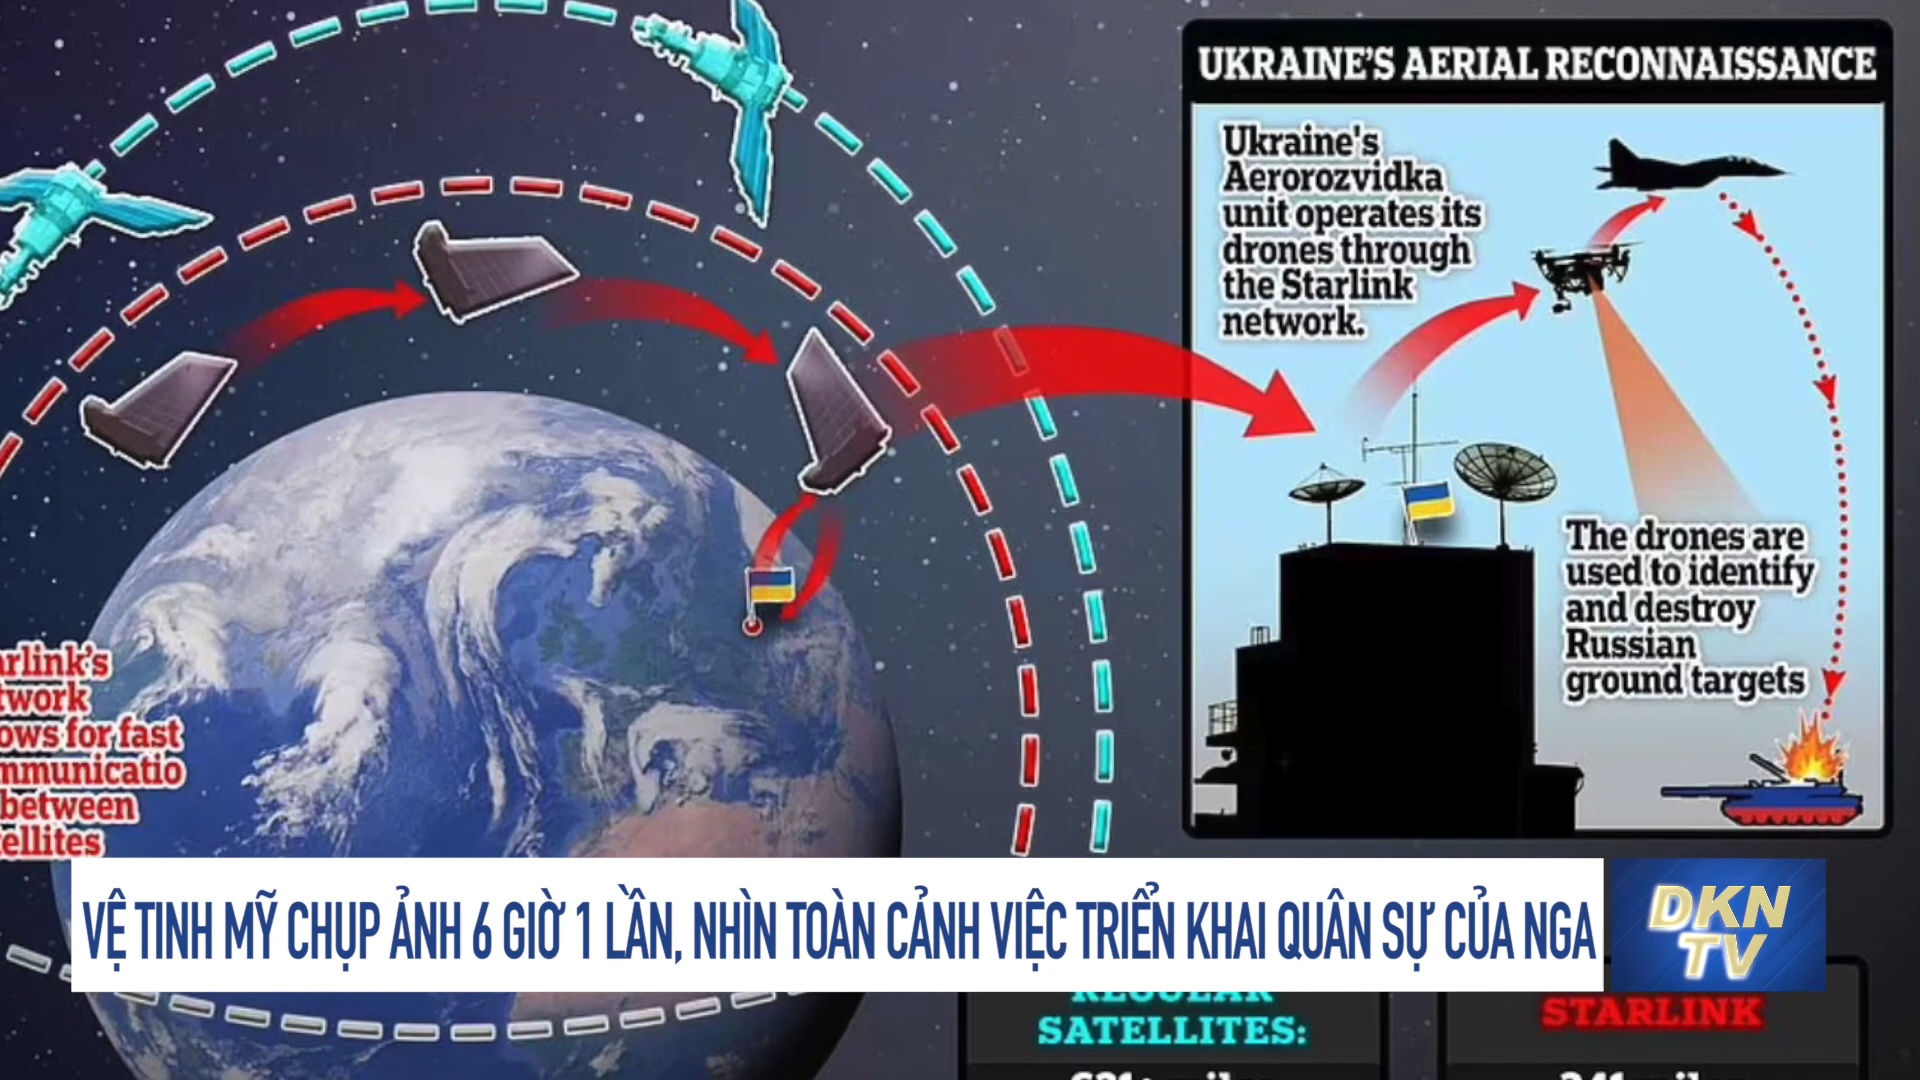 UKRAINE'S AERIAL RECONNAISSANCE
Ukraine's
Aerorozvidka
unit operates its
drones through
the Starlink
network.
The drones are
used to identify
and destroy
Russian
ground targets
arlink's
twork
ows for fast
mmunicatio
between
ellites
VỆ TINH MỸ CHỤP ẢNH 6 GIỜ 1 LẦN, NHÌN TOÀN CẢNH VIỆC TRIỂN KHAI QUÂN SỰ CỦA NGA
DKN
TV
REGULAR
SATELLITES:
STARLINK